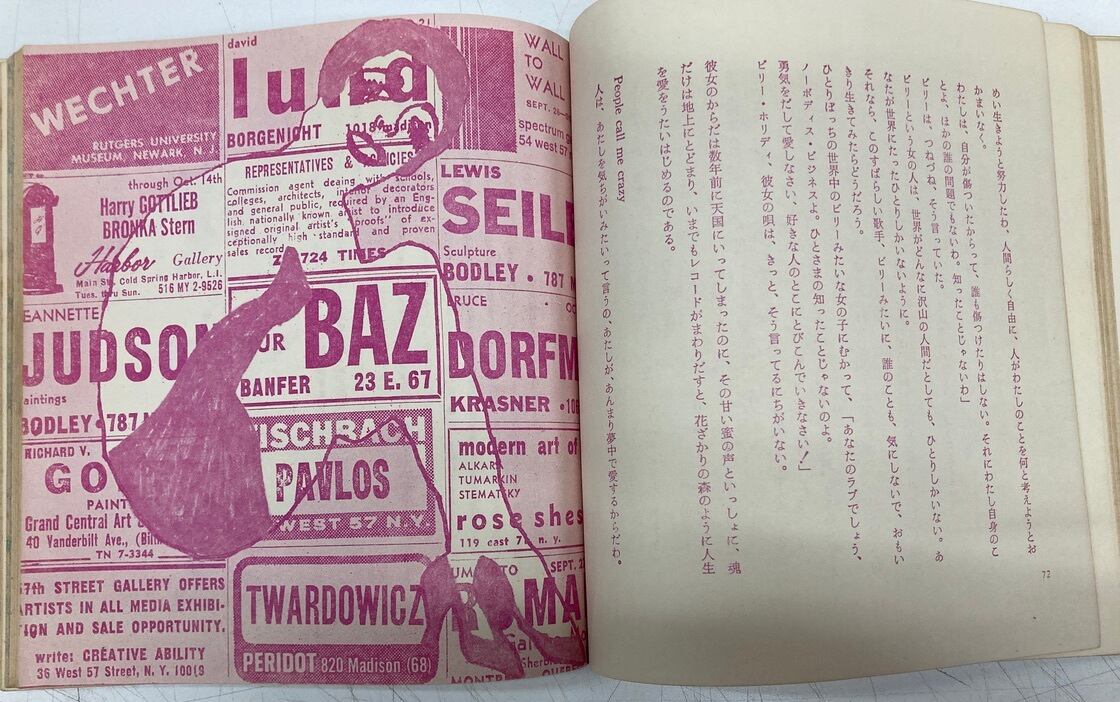 WECHTER
RUTGERS UNIVERSITY
MUSEUM, NEWARK, N.J.
david
BORGENICHT 1018 madison
WALL
TO
WALL
SEPT. 26
spectrum
54 west 57
through Oct. 14th
Harry GOTTLIEB
BRONKA Stern
Harbor Gallery
Main St. Cold Spring Harbor, L.I.
Tues. thru Sun. 516 MY 2-9526
REPRESENTATIVES &
Commission agent dealing with schools,
colleges, architects, interior decorators
and general public, required by an Eng-
lish nationally known artist to introduce
signed original artist's "proofs" of ex-
ceptionally high standard and proven
sales record.
724 TIMES
LEWIS
SEIL
Sculpture
BODLEY • 787 M
EANNETTE
JUDSON
aintings
BODLEY • 787 M
UR BAZ
BANFER 23 E. 67
RUCE
DORFM
KRASNER • 106
RICHARD V.
GO
PAINT
Grand Central Art
40 Vanderbilt Ave.,
TN 7-3344
ISCHBACH
PAVLOS
WEST 57 N.Y.
modern art of
ALKARA
TUMARKIN
STEMATSKY
rose shes
119 east 7 n. y.
57th STREET GALLERY OFFERS
ARTISTS IN ALL MEDIA EXHIBI-
TION AND SALE OPPORTUNITY.
write: CREATIVE ABILITY
36 West 57 Street, N. Y. 10019
TWARDOWICZ
PERIDOT 820 Madison (68)
TO SEPT. 2
MA
MONTR
めい生きようと努力したわ、人間らしく自由に、人がわたしのことを何と考えようとお
かまいなく。
わたしは、自分が傷ついたからって、誰も傷つけたりはしない。それにわたし自身のこ
とよ、ほかの誰の問題でもないわ。知ったことじゃないわ」
ビリーは、つねづね、そう言っていた。
ビリーという女の人は、世界がどんなに沢山の人間だとしても、ひとりしかいない。あ
なたが世界にたったひとりしかいないように。
それなら、このすばらしい歌手、ビリーみたいに、誰のことも、気にしないで、おもい
きり生きてみたらどうだろう。
ひとりぼっちの世界中のビリーみたいな女の子にむかって、「あなたのラブでしょう、
ノーボディス・ビジネスよ。ひとさまの知ったことじゃないのよ。
勇気をだして愛しなさい、好きな人のとこにとびこんでいきなさい！」
ビリー・ホリディ、彼女の唄は、きっと、そう言ってるにちがいない。
彼女のからだは数年前に天国にいってしまったのに、その甘い蜜の声といっしょに、魂
だけは地上にとどまり、いまでもレコードがまわりだすと、花ざかりの森のように人生
を愛をうたいはじめるのである。
People call me crazy
人は、あたしを気ちがいみたいって言うの、あたしが、あんまり夢中で愛するからだわ。
72